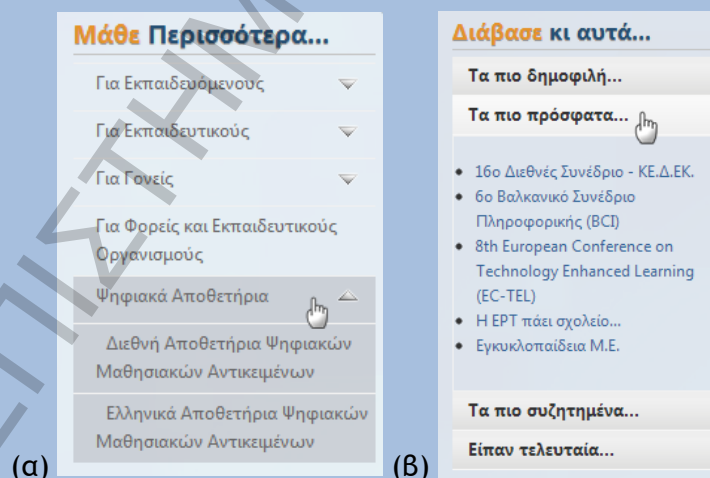 Μάθε Περισσότερα...
Για Εκπαιδευόμενους
Για Εκπαιδευτικούς
Για Γονείς
Για Φορείς και Εκπαιδευτικούς
Οργανισμούς
Ψηφιακά Αποθετήρια
Διεθνή Αποθετήρια Ψηφιακών
Μαθησιακών Αντικειμένων
Ελληνικά Αποθετήρια Ψηφιακών
Μαθησιακών Αντικειμένων
(α)
Διάβασε κι αυτά...
Τα πιο δημοφιλή...
Τα πιο πρόσφατα...
16ο Διεθνές Συνέδριο - ΚΕ.Δ.ΕΚ.
6ο Βαλκανικό Συνέδριο
Πληροφορικής (BCI)
8th European Conference on
Technology Enhanced Learning
(EC-TEL)
Η ΕΡΤ πάει σχολείο...
Εγκυκλοπαίδεια Μ.Ε.
Τα πιο συζητημένα...
Είπαν τελευταία...
(β)